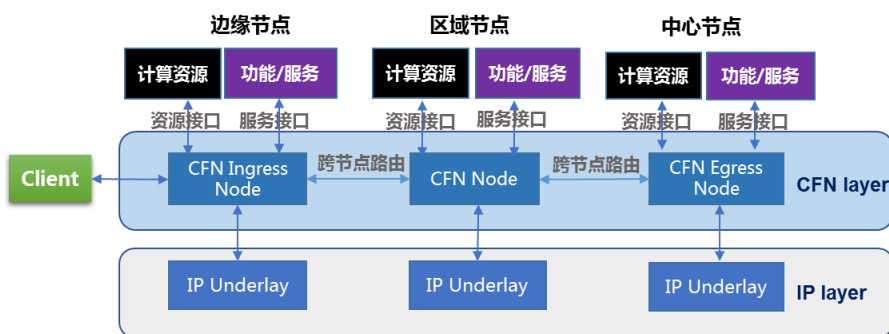 边缘节点
区域节点
中心节点
计算资源
功能/服务
计算资源
功能/服务
计算资源
功能/服务
资源接口
服务接口
资源接口
服务接口
资源接口
服务接口
Client
CFN Ingress
Node
跨节点路由
CFN Node
跨节点路由
CFN Egress
Node
CFN layer
IP Underlay
IP Underlay
IP Underlay
IP layer